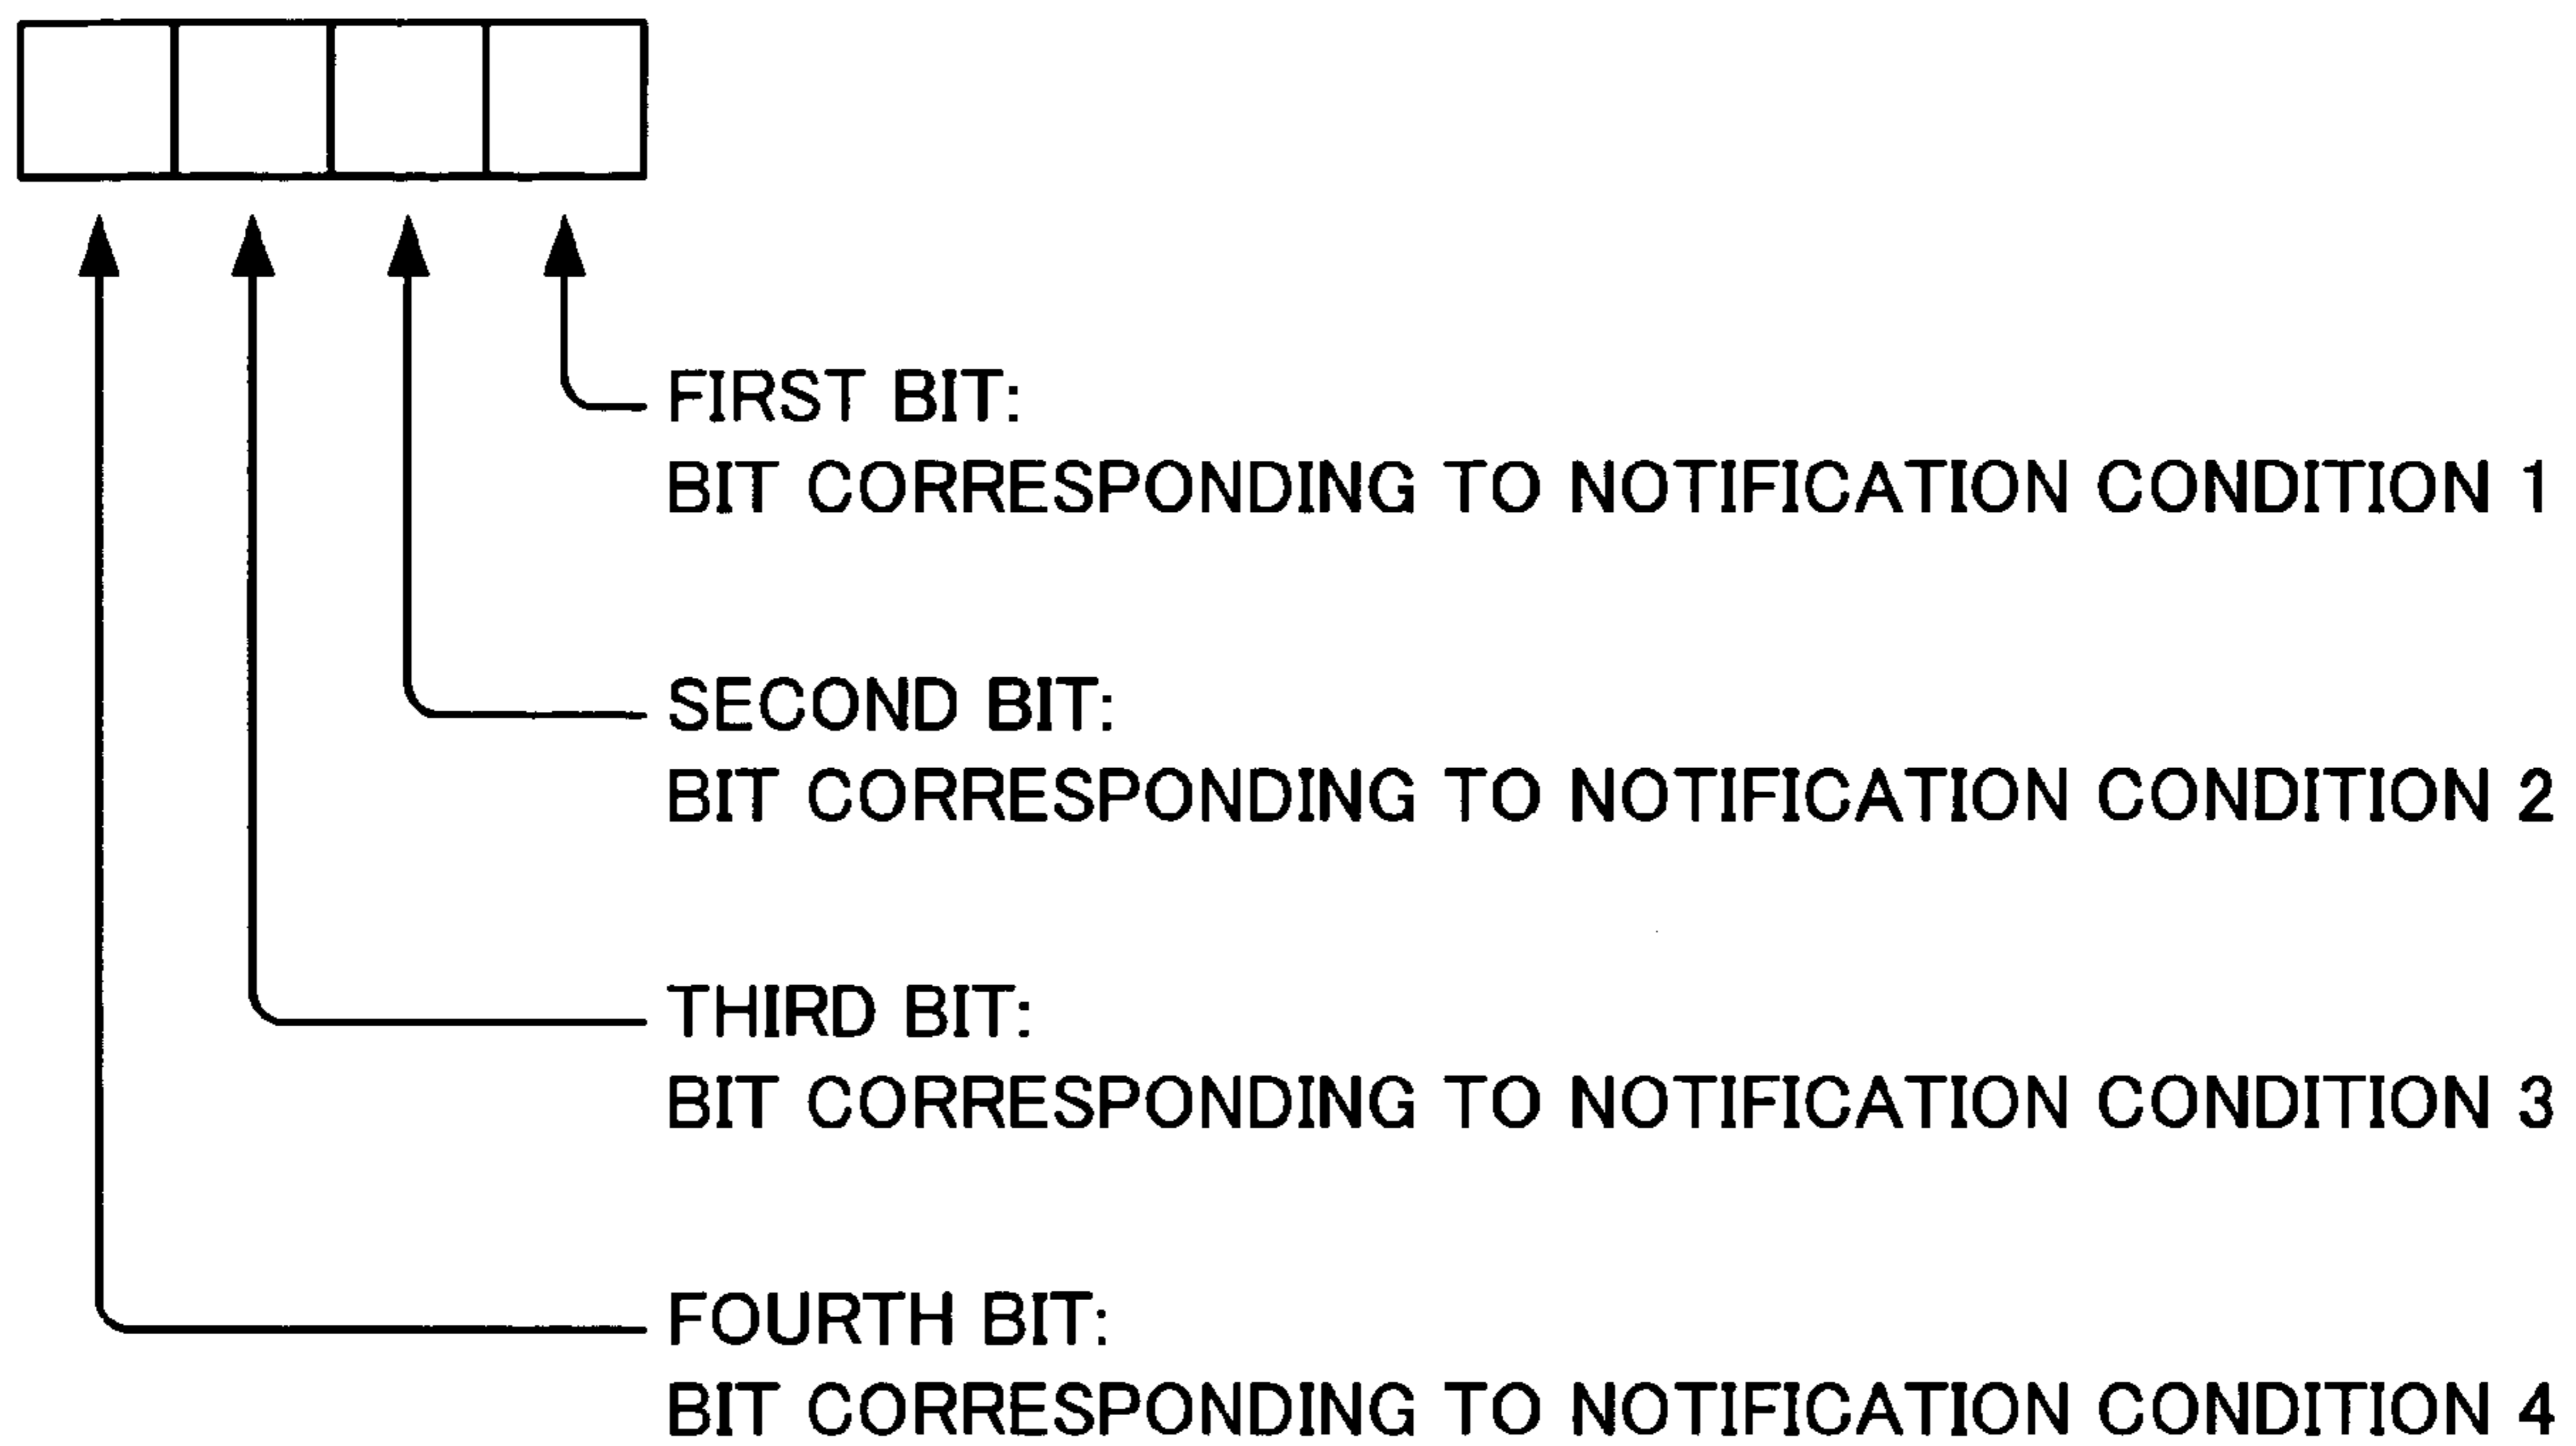 FIRST BIT:
BIT CORRESPONDING TO NOTIFICATION CONDITION 1
SECOND BIT:
BIT CORRESPONDING TO NOTIFICATION CONDITION 2
THIRD BIT:
BIT CORRESPONDING TO NOTIFICATION CONDITION 3
FOURTH BIT:
BIT CORRESPONDING TO NOTIFICATION CONDITION 4